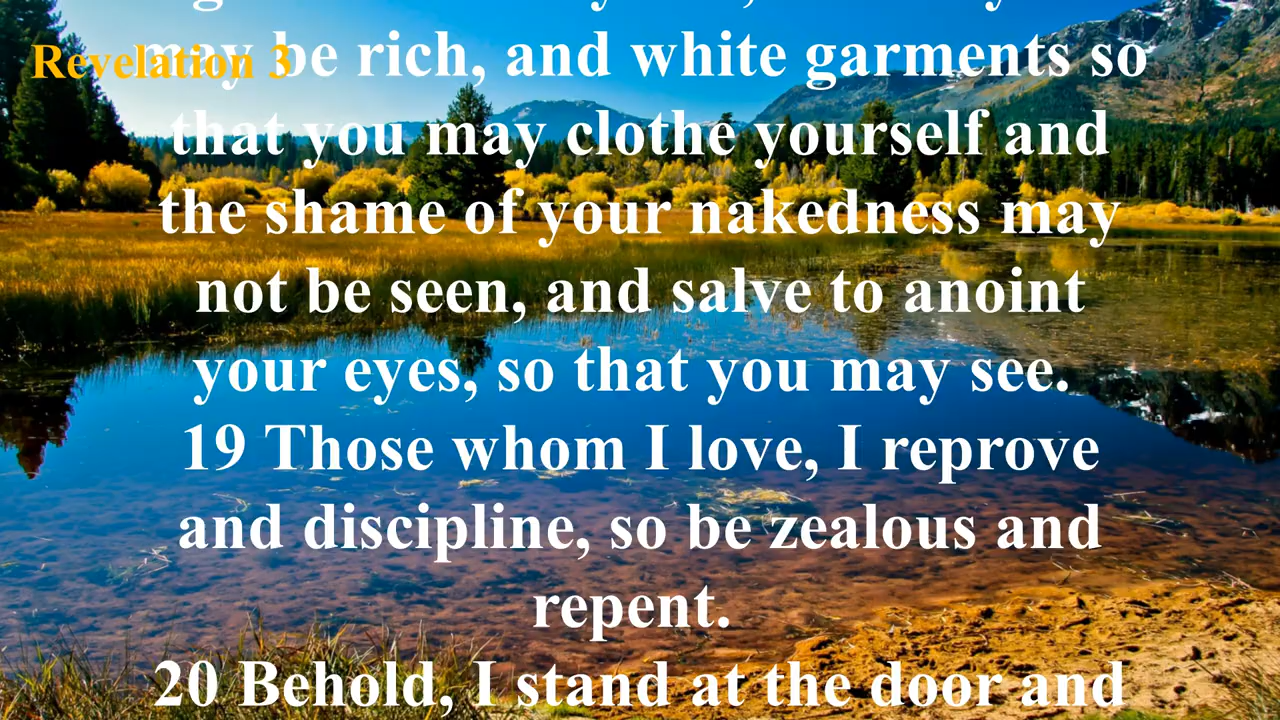 Revelation 3
may be rich, and white garments so
that you may clothe yourself and
the shame of your nakedness may
not be seen, and salve to anoint
your eyes, so that you may see.
19 Those whom I love, I reprove
and discipline, so be zealous and
repent.
20 Behold, I stand at the door and